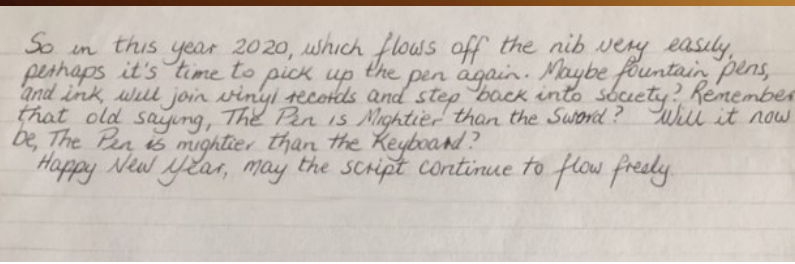 So in this year 2020, which flows off the nib very easily,
perhaps it's time to pick up the pen again. Maybe fountain pens,
and ink, will join vinyl records and step back into society? Remember
that old saying, The Pen is Mightier than the Sword? Will it now
be, The Pen is mightier than the Keyboard?
Happy New Year, may the script continue to flow freely.